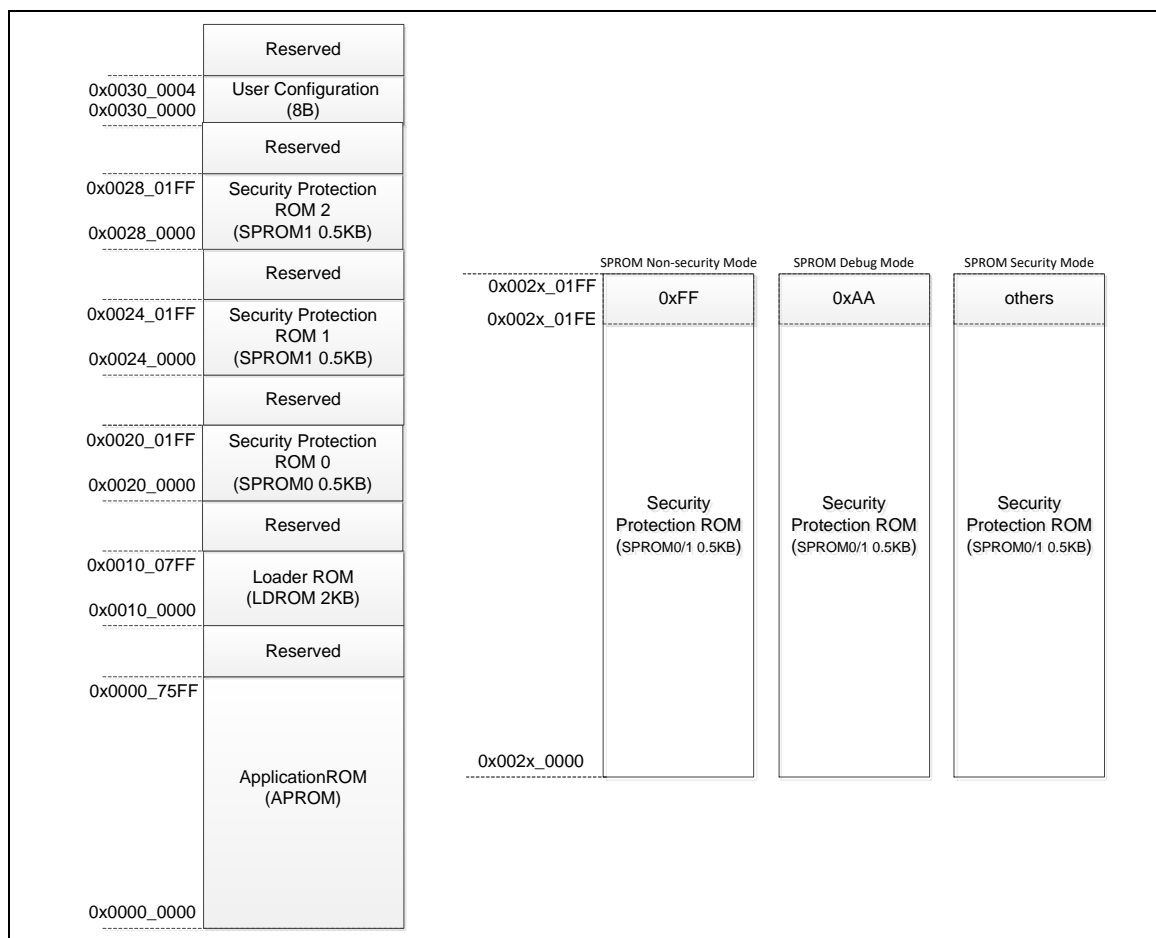 Reserved
0x0030_0004
0x0030_0000
User Configuration
(8B)
Reserved
0x0028_01FF
0x0028_0000
Security Protection
ROM 2
(SPROM1 0.5KB)
Reserved
0x0024_01FF
0x0024_0000
Security Protection
ROM 1
(SPROM1 0.5KB)
Reserved
0x0020_01FF
0x0020_0000
Security Protection
ROM 0
(SPROM0 0.5KB)
Reserved
0x0010_07FF
0x0010_0000
Loader ROM
(LDROM 2KB)
Reserved
0x0000_75FF
ApplicationROM
(APROM)
0x0000_0000
SPROM Non-security Mode
SPROM Debug Mode
SPROM Security Mode
0x002x_01FF
0x002x_01FE
0xFF
0xAA
others
Security
Protection ROM
(SPROM0/1 0.5KB)
Security
Protection ROM
(SPROM0/1 0.5KB)
Security
Protection ROM
(SPROM0/1 0.5KB)
0x002x_0000